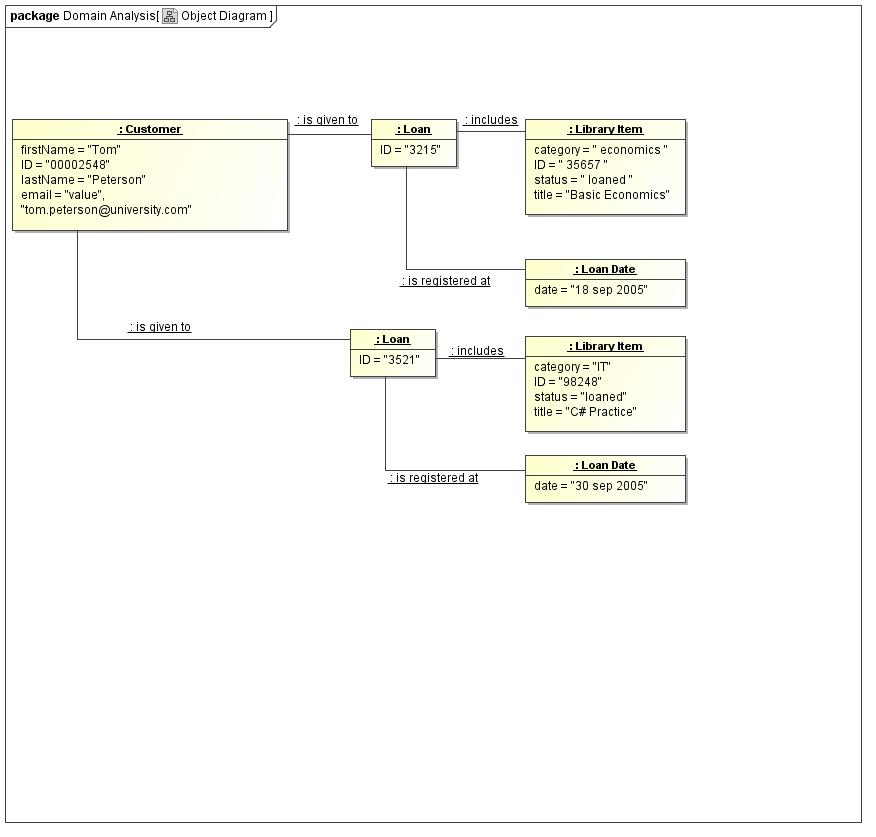 package Domain Analysis[ Object Diagram ]
: Customer
firstName = "Tom"
ID = "00002548"
lastName = "Peterson"
email = "value",
"tom.peterson@university.com"
: is given to
: Loan
ID = "3215"
: includes
: Library Item
category = " economics "
ID = " 35657 "
status = " loaned "
title = "Basic Economics"
: is registered at
: Loan Date
date = "18 sep 2005"
: is given to
: Loan
ID = "3521"
: includes
: Library Item
category = "IT"
ID = "98248"
status = "loaned"
title = "C# Practice"
: is registered at
: Loan Date
date = "30 sep 2005"